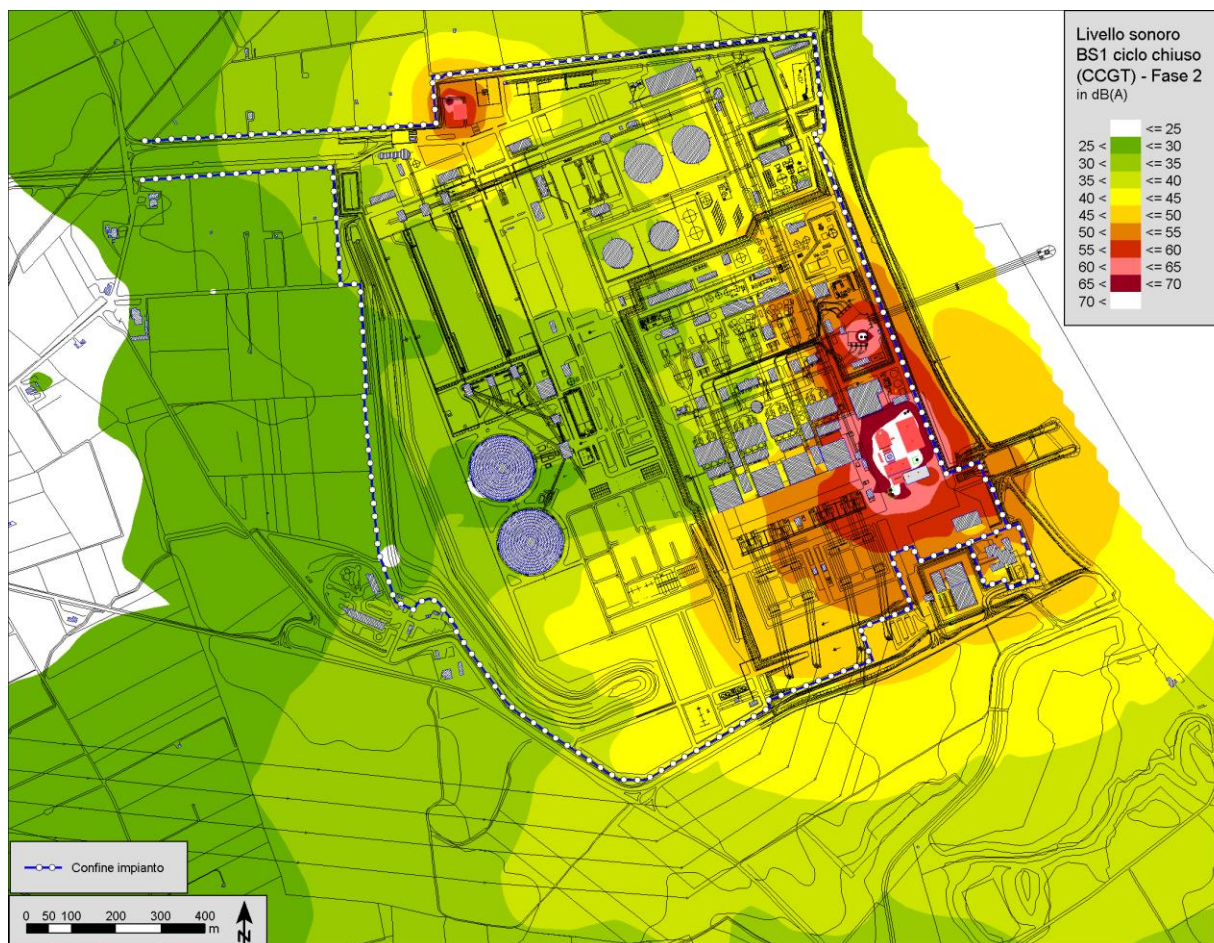 Livello sonoro
BS1 ciclo chiuso
(CCGT) - Fase 2
in dB(A)
<= 25
25 < <= 30
30 < <= 35
35 < <= 40
40 < <= 45
45 < <= 50
50 < <= 55
55 < <= 60
60 < <= 65
65 < <= 70
70 <
Confine impianto
0 50 100 200 300 400
m
N